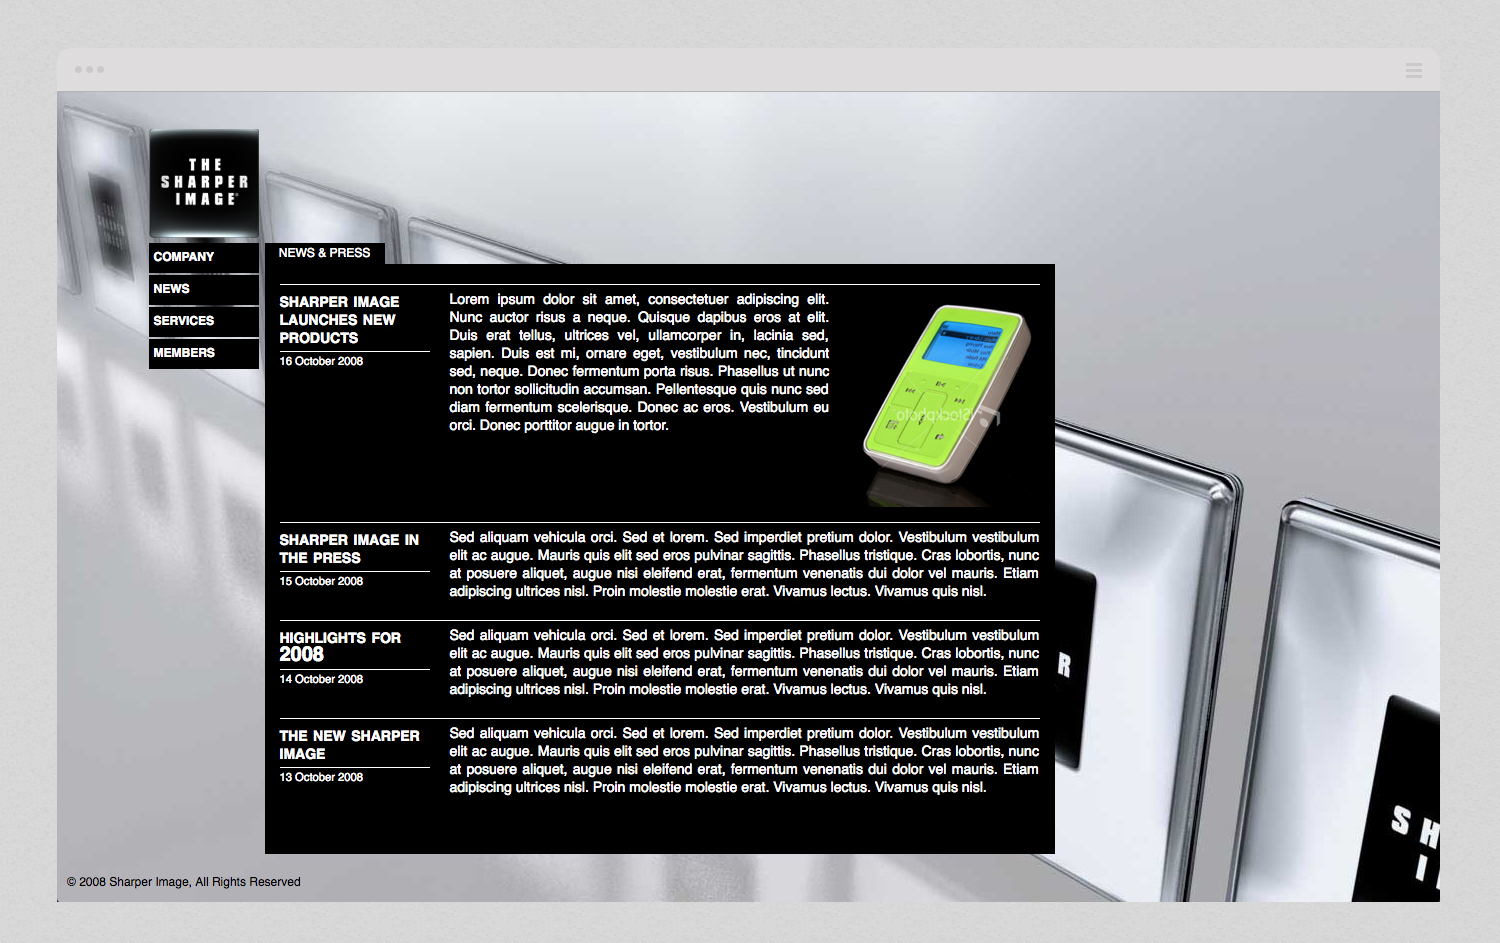 THE
SHARPER
IMAGE®
COMPANY
NEWS
SERVICES
MEMBERS
NEWS & PRESS
SHARPER IMAGE
LAUNCHES NEW
PRODUCTS
16 October 2008
Lorem ipsum dolor sit amet, consectetuer adipiscing elit.
Nunc auctor risus a neque. Quisque dapibus eros at elit.
Duis erat tellus, ultrices vel, ullamcorper in, lacinia sed,
sapien. Duis est mi, ornare eget, vestibulum nec, tincidunt
sed, neque. Donec fermentum porta risus. Phasellus ut nunc
non tortor sollicitudin accumsan. Pellentesque quis nunc sed
diam fermentum scelerisque. Donec ac eros. Vestibulum eu
orci. Donec porttitor augue in tortor.
iStockphoto
SHARPER IMAGE IN
THE PRESS
15 October 2008
Sed aliquam vehicula orci. Sed et lorem. Sed imperdiet pretium dolor. Vestibulum vestibulum
elit ac augue. Mauris quis elit sed eros pulvinar sagittis. Phasellus tristique. Cras lobortis, nunc
at posuere aliquet, augue nisi eleifend erat, fermentum venenatis dui dolor vel mauris. Etiam
adipiscing ultrices nisl. Proin molestie molestie erat. Vivamus lectus. Vivamus quis nisl.
HIGHLIGHTS FOR
2008
14 October 2008
Sed aliquam vehicula orci. Sed et lorem. Sed imperdiet pretium dolor. Vestibulum vestibulum
elit ac augue. Mauris quis elit sed eros pulvinar sagittis. Phasellus tristique. Cras lobortis, nunc
at posuere aliquet, augue nisi eleifend erat, fermentum venenatis dui dolor vel mauris. Etiam
adipiscing ultrices nisl. Proin molestie molestie erat. Vivamus lectus. Vivamus quis nisl.
THE NEW SHARPER
IMAGE
13 October 2008
Sed aliquam vehicula orci. Sed et lorem. Sed imperdiet pretium dolor. Vestibulum vestibulum
elit ac augue. Mauris quis elit sed eros pulvinar sagittis. Phasellus tristique. Cras lobortis, nunc
at posuere aliquet, augue nisi eleifend erat, fermentum venenatis dui dolor vel mauris. Etiam
adipiscing ultrices nisl. Proin molestie molestie erat. Vivamus lectus. Vivamus quis nisl.
R
S H
I
© 2008 Sharper Image, All Rights Reserved